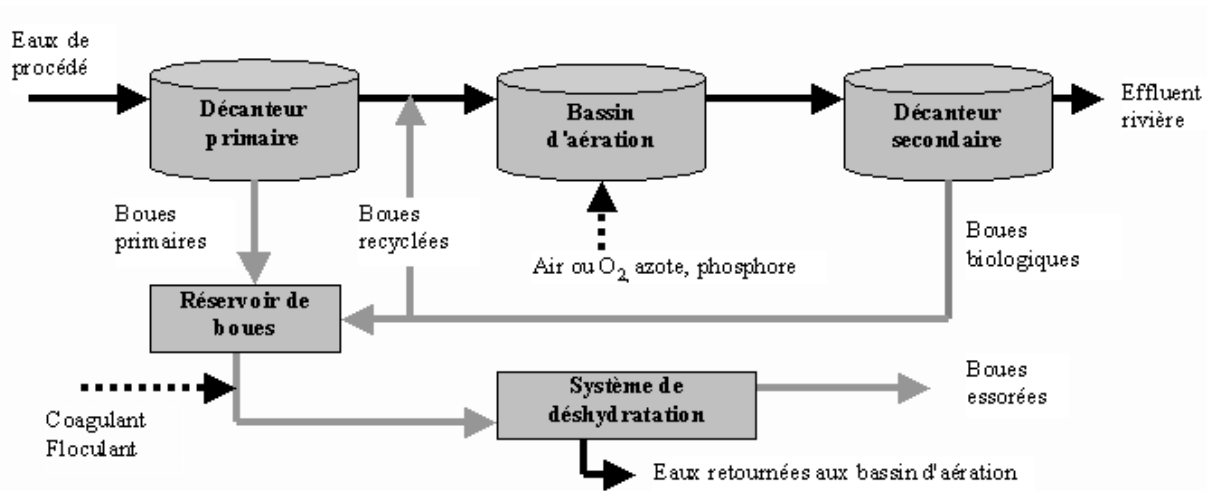 Eaux de
procédé
Décanteur
primaire
Bassin
d'aération
Décanteur
secondaire
Effluent
rivière
Boues
primaires
Boues
recyclées
Air ou O2, azote, phosphore
Boues
biologiques
Réservoir de
boues
Coagulant
Floculant
Système de
déshydratation
Boues
essorées
Eaux retournées aux bassin d'aération